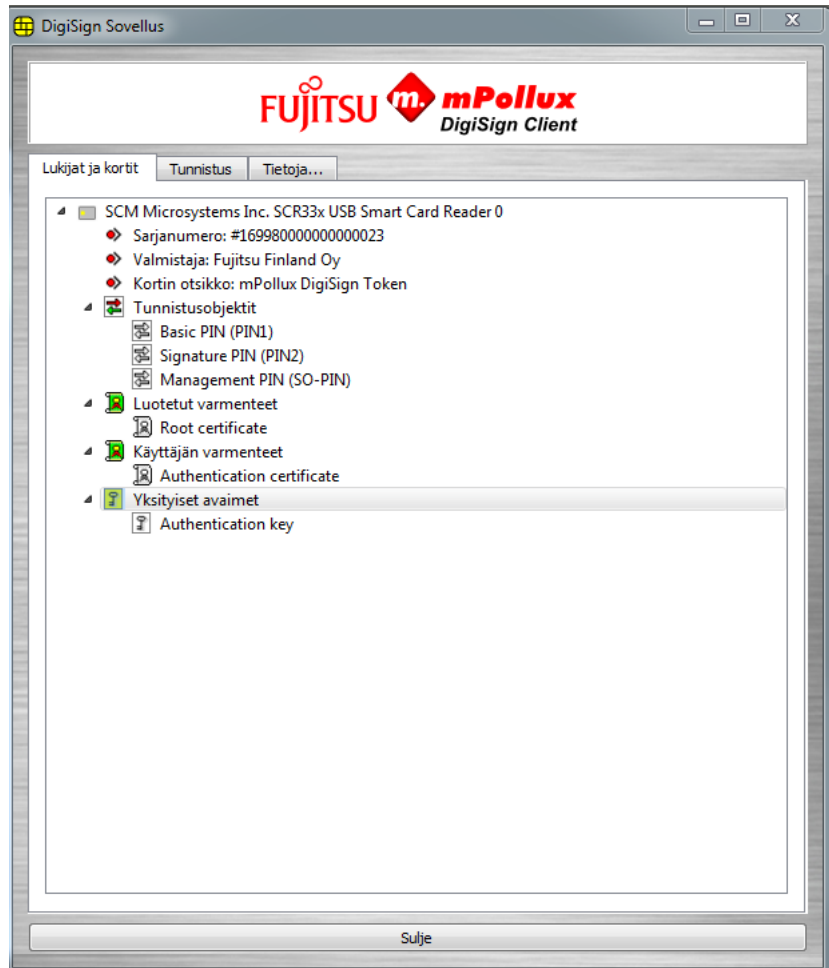 DigiSign Sovellus
FUJITSU m. mPollux
DigiSign Client
Lukijat ja kortit Tunnistus Tietoja...
SCM Microsystems Inc. SCR33x USB Smart Card Reader 0
Sarjanumero: #169980000000000023
Valmistaja: Fujitsu Finland Oy
Kortin otsikko: mPollux DigiSign Token
Tunnistusobjektit
Basic PIN (PIN1)
Signature PIN (PIN2)
Management PIN (SO-PIN)
Luotetut varmenteet
Root certificate
Käyttäjän varmenteet
Authentication certificate
Yksityiset avaimet
Authentication key
Sulje